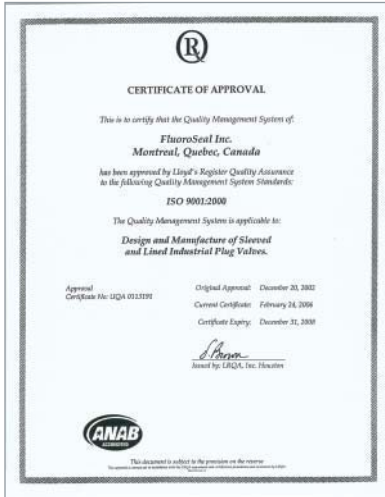 CERTIFICATE OF APPROVAL
This is to certify that the Quality Management System of:
FluoroSeal Inc.
Montreal, Quebec, Canada
has been approved by Lloyd's Register Quality Assurance
to the following Quality Management System Standards:
ISO 9001:2000
The Quality Management System is applicable to:
Design and Manufacture of Sleeved
and Lined Industrial Plug Valves.
Approval
Certificate No: UQA 0113191
Original Approval: December 20, 2002
Current Certificate: February 24, 2006
Certificate Expiry: December 31, 2008
Issued by: LRQA, Inc. Houston
ANAB
This document is subject to the provision on the reverse